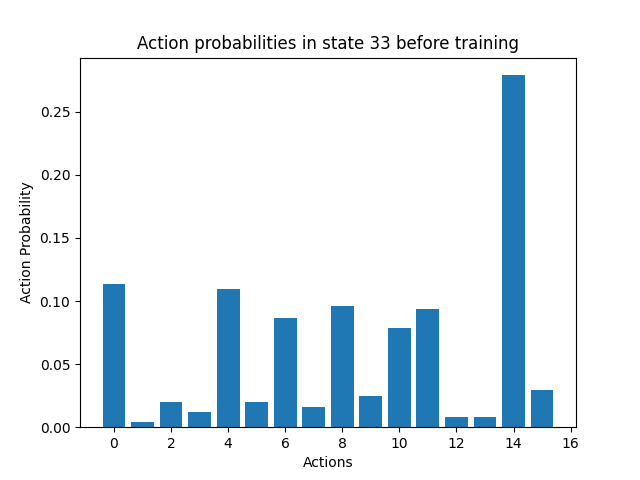 Action probabilities in state 33 before training
Action Probability
0.25
0.20
0.15
0.10
0.05
0.00
0 2 4 6 8 10 12 14 16
Actions